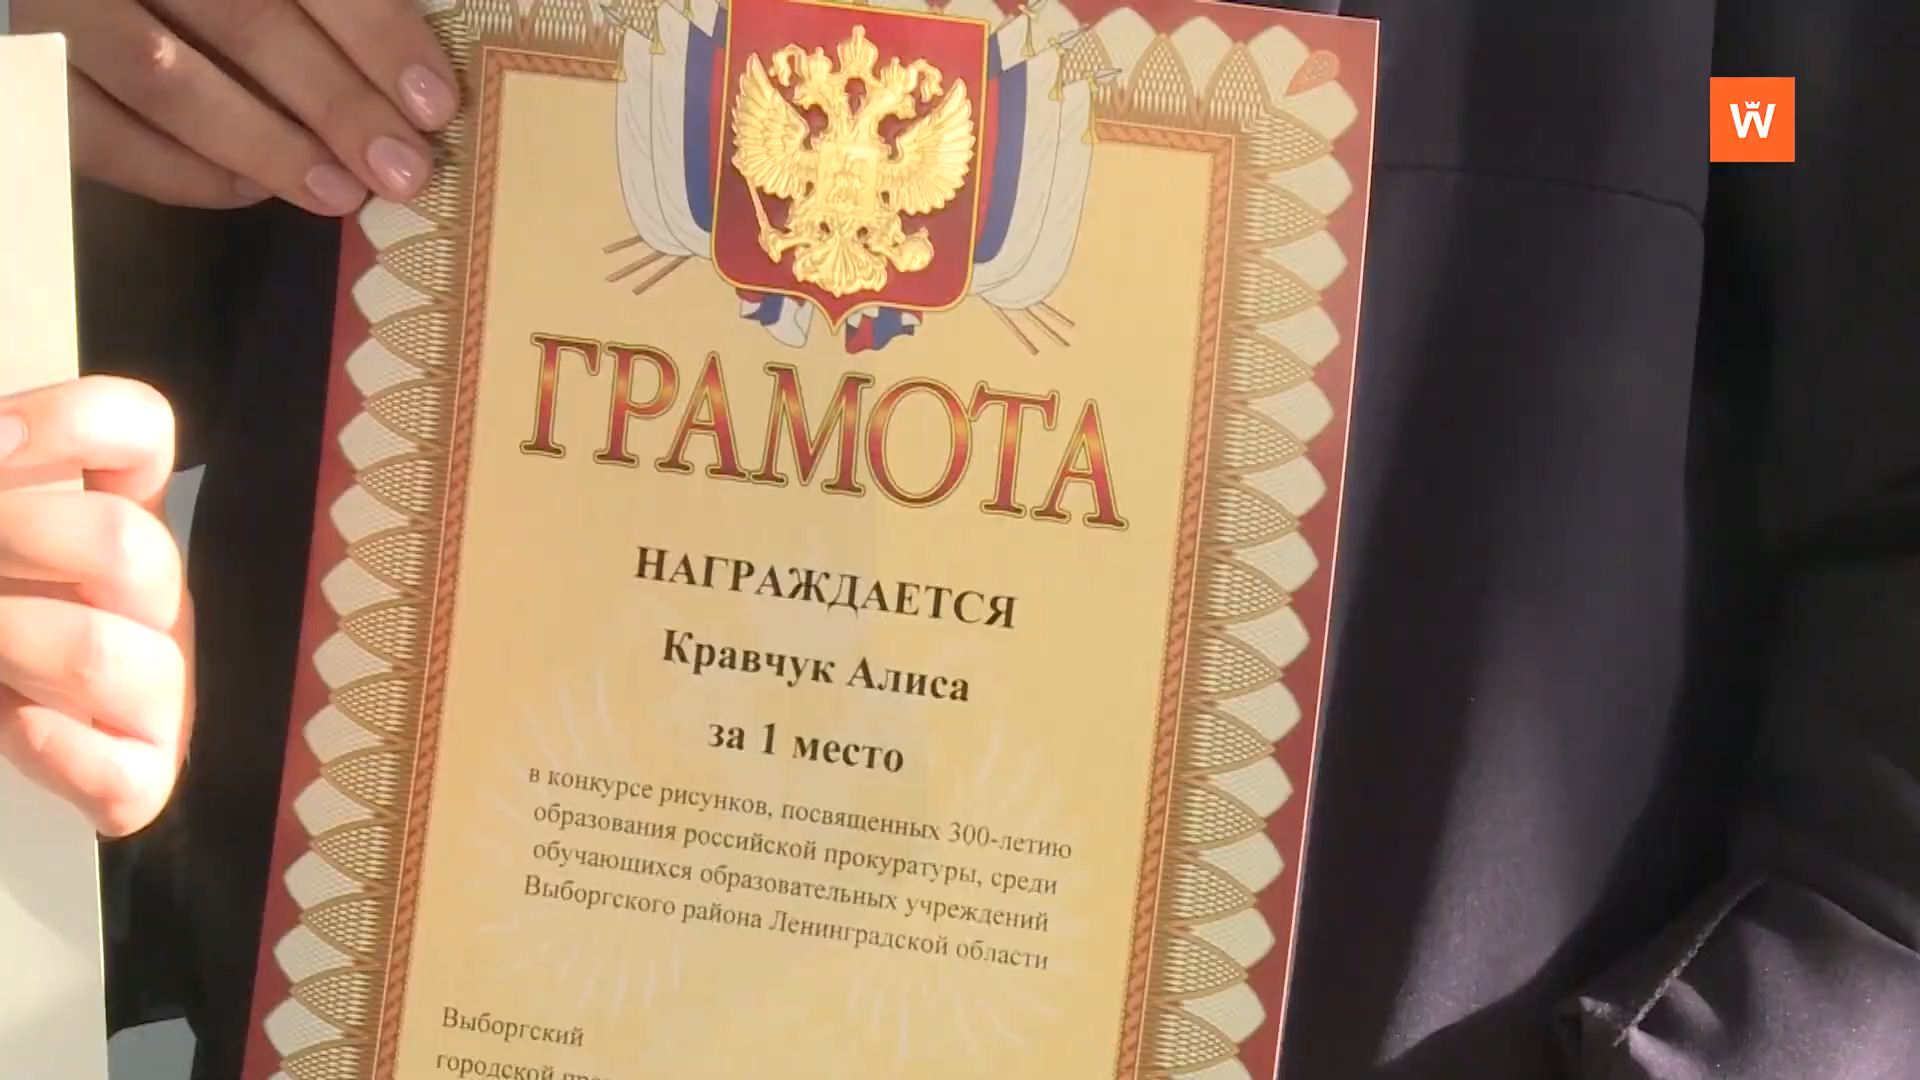 W
ГРАМОТА
НАГРАЖДАЕТСЯ
Кравчук Алиса
за 1 место
в конкурсе рисунков, посвященных 300-летию
образования российской прокуратуры, среди
обучающихся образовательных учреждений
Выборгского района Ленинградской области
Выборгский
городской